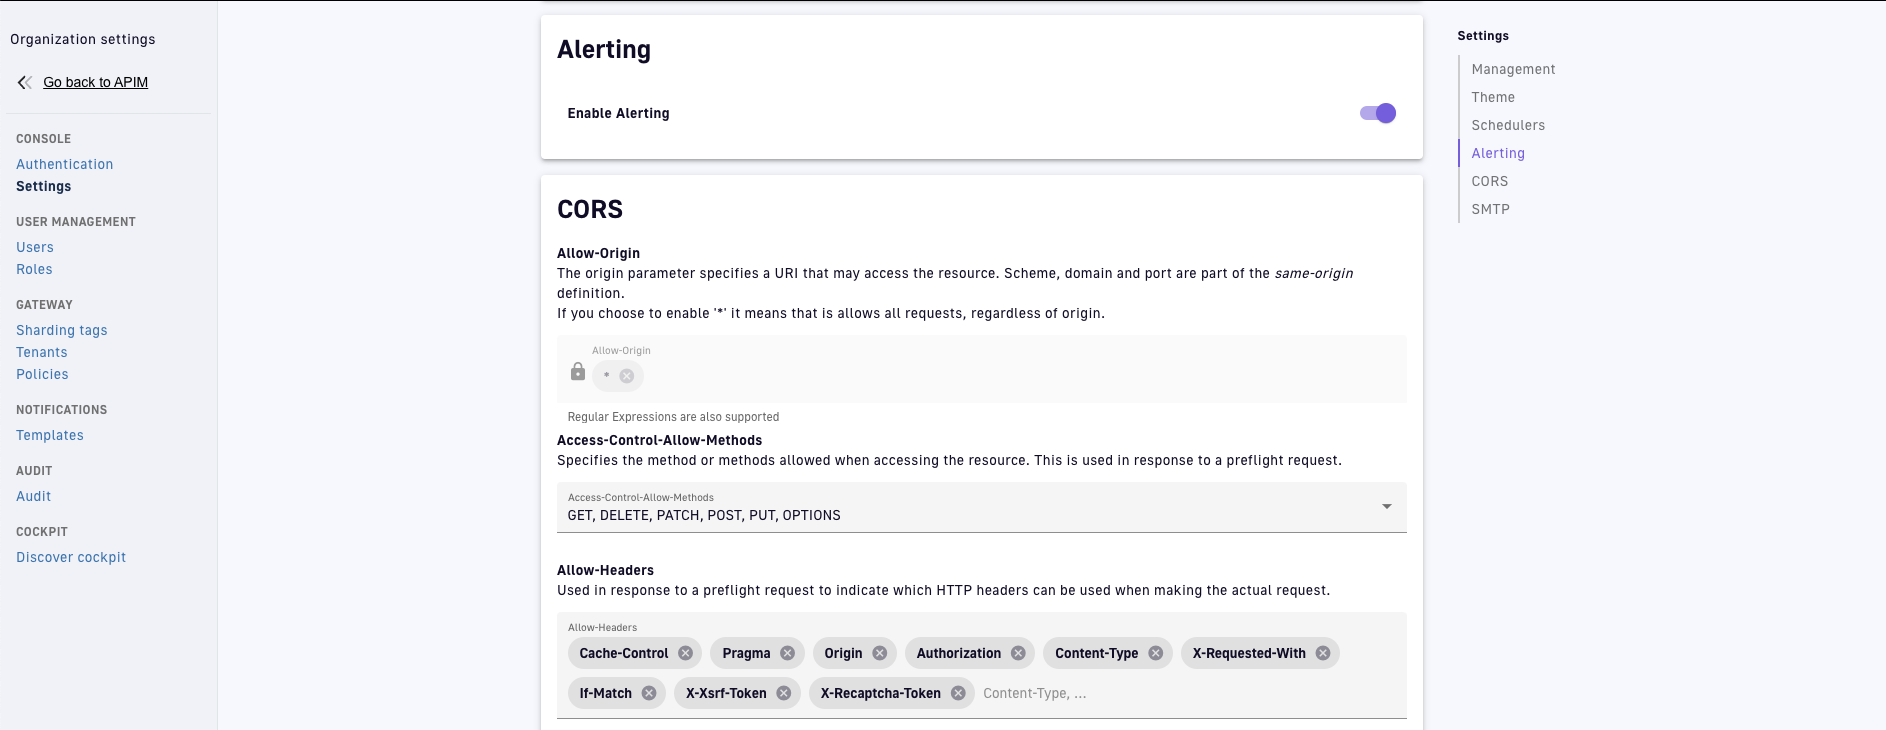 Organization settings
Go back to APIM
CONSOLE
Authentication
Settings
USER MANAGEMENT
Users
Roles
GATEWAY
Sharding tags
Tenants
Policies
NOTIFICATIONS
Templates
AUDIT
Audit
COCKPIT
Discover cockpit
Alerting
Enable Alerting
CORS
Allow-Origin
The origin parameter specifies a URI that may access the resource. Scheme, domain and port are part of the same-origin
definition.
If you choose to enable '*' it means that is allows all requests, regardless of origin.
Allow-Origin
*
Regular Expressions are also supported
Access-Control-Allow-Methods
Specifies the method or methods allowed when accessing the resource. This is used in response to a preflight request.
Access-Control-Allow-Methods
GET, DELETE, PATCH, POST, PUT, OPTIONS
Allow-Headers
Used in response to a preflight request to indicate which HTTP headers can be used when making the actual request.
Allow-Headers
Cache-Control Pragma Origin Authorization Content-Type X-Requested-With
If-Match X-Xsrf-Token X-Recaptcha-Token Content-Type, ...
Settings
Management
Theme
Schedulers
Alerting
CORS
SMTP